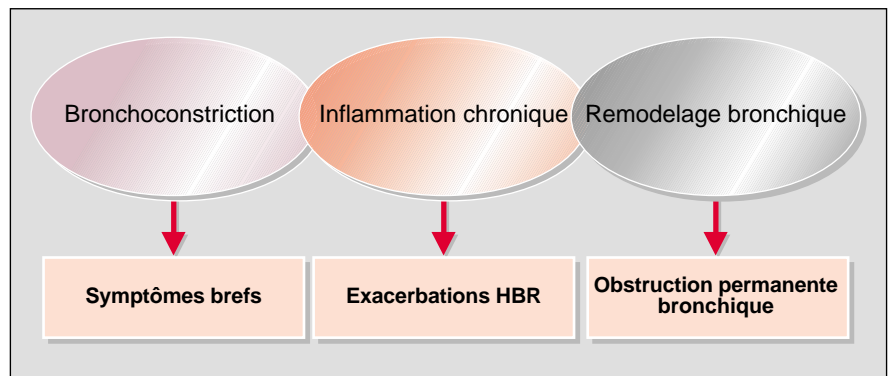 Bronchoconstriction
Inflammation chronique
Remodelage bronchique
Symptômes brefs
Exacerbations HBR
Obstruction permanente
bronchique